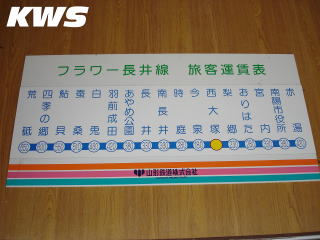 KWS
フラワー長井線 旅客運賃表
荒砥
四季の郷
鮎貝
蚕桑
白兎
羽前成田
あやめ公園
長井
南長井
時庭
今泉
西大塚
梨郷
おりはた
宮内
南陽市役所
赤湯
山形鉄道株式会社